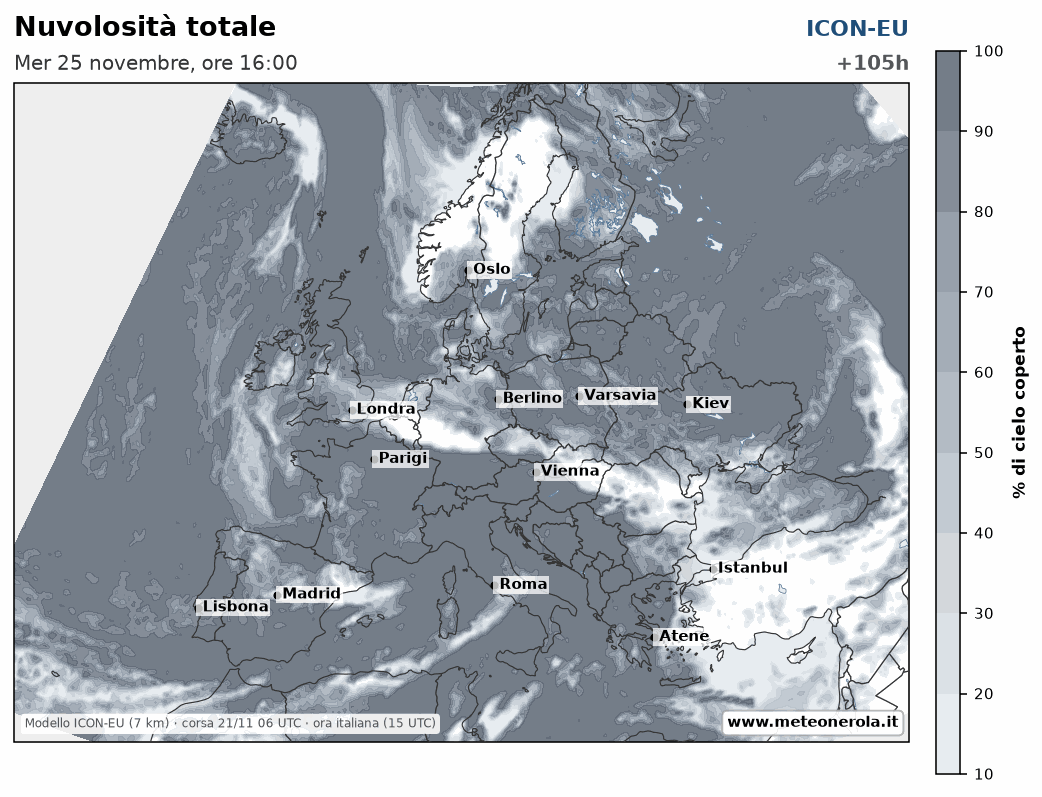 Nuvolosità totale
ICON-EU
Mer 25 novembre, ore 16:00
+105h
100
90
80
70
60
50
40
30
20
10
% di cielo coperto
Oslo
Londra
Berlino
Varsavia
Kiev
Parigi
Vienna
Istanbul
Roma
Madrid
Lisbona
Atene
Modello ICON-EU (7 km) · corsa 21/11 06 UTC · ora italiana (15 UTC)
www.meteonerola.it